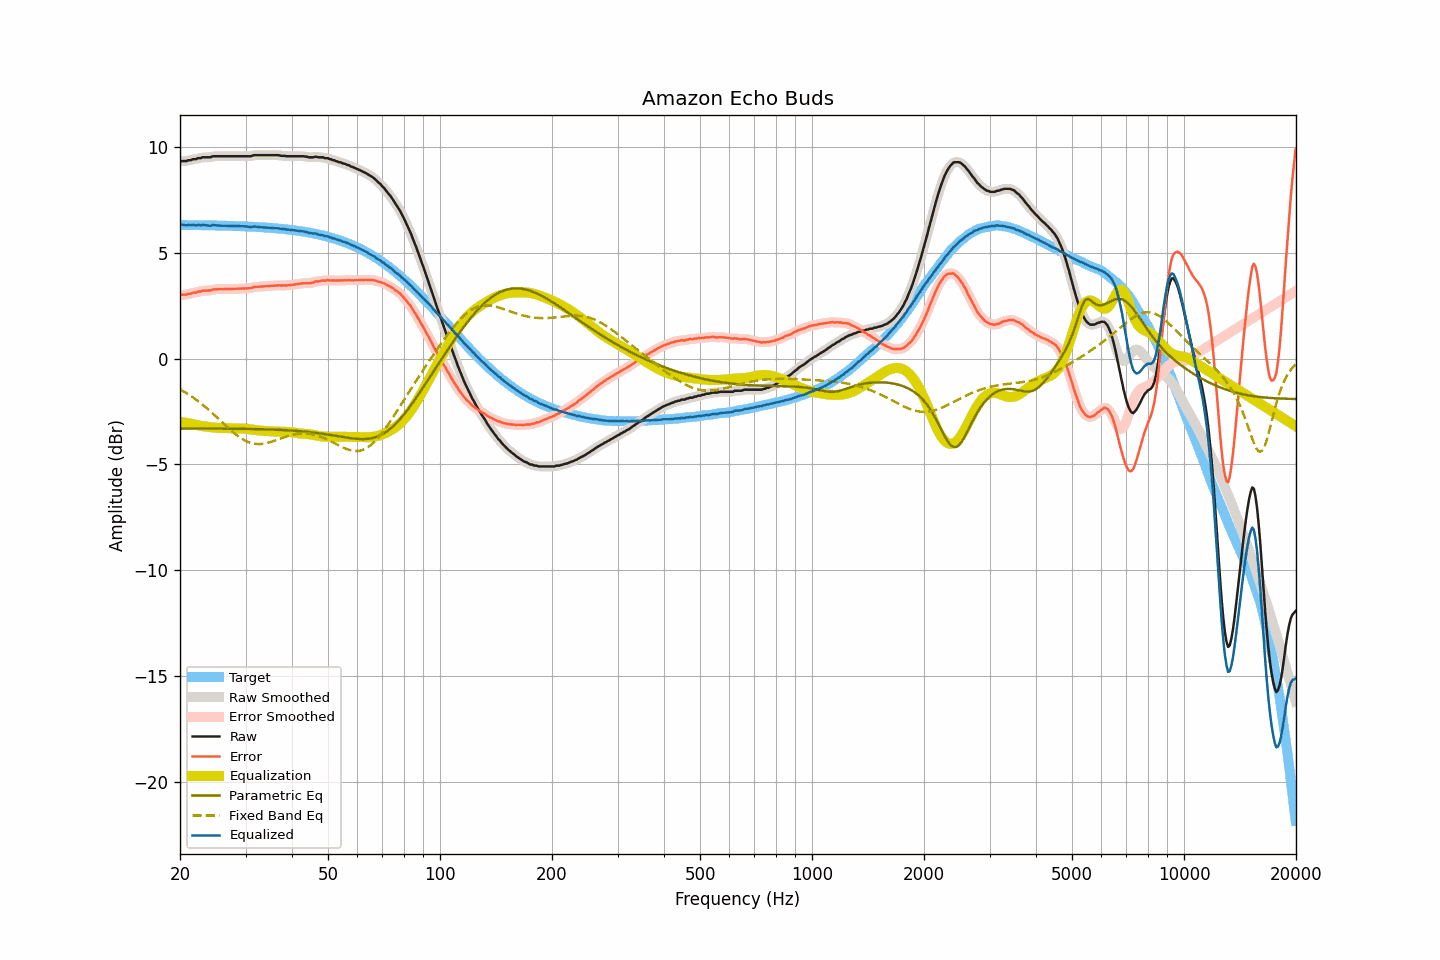 Amazon Echo Buds
Amplitude (dBr)
10
5
0
−5
−10
−15
−20
Target
Raw Smoothed
Error Smoothed
Raw
Error
Equalization
Parametric Eq
Fixed Band Eq
Equalized
20 50 100 200 500 1000 2000 5000 10000 20000
Frequency (Hz)